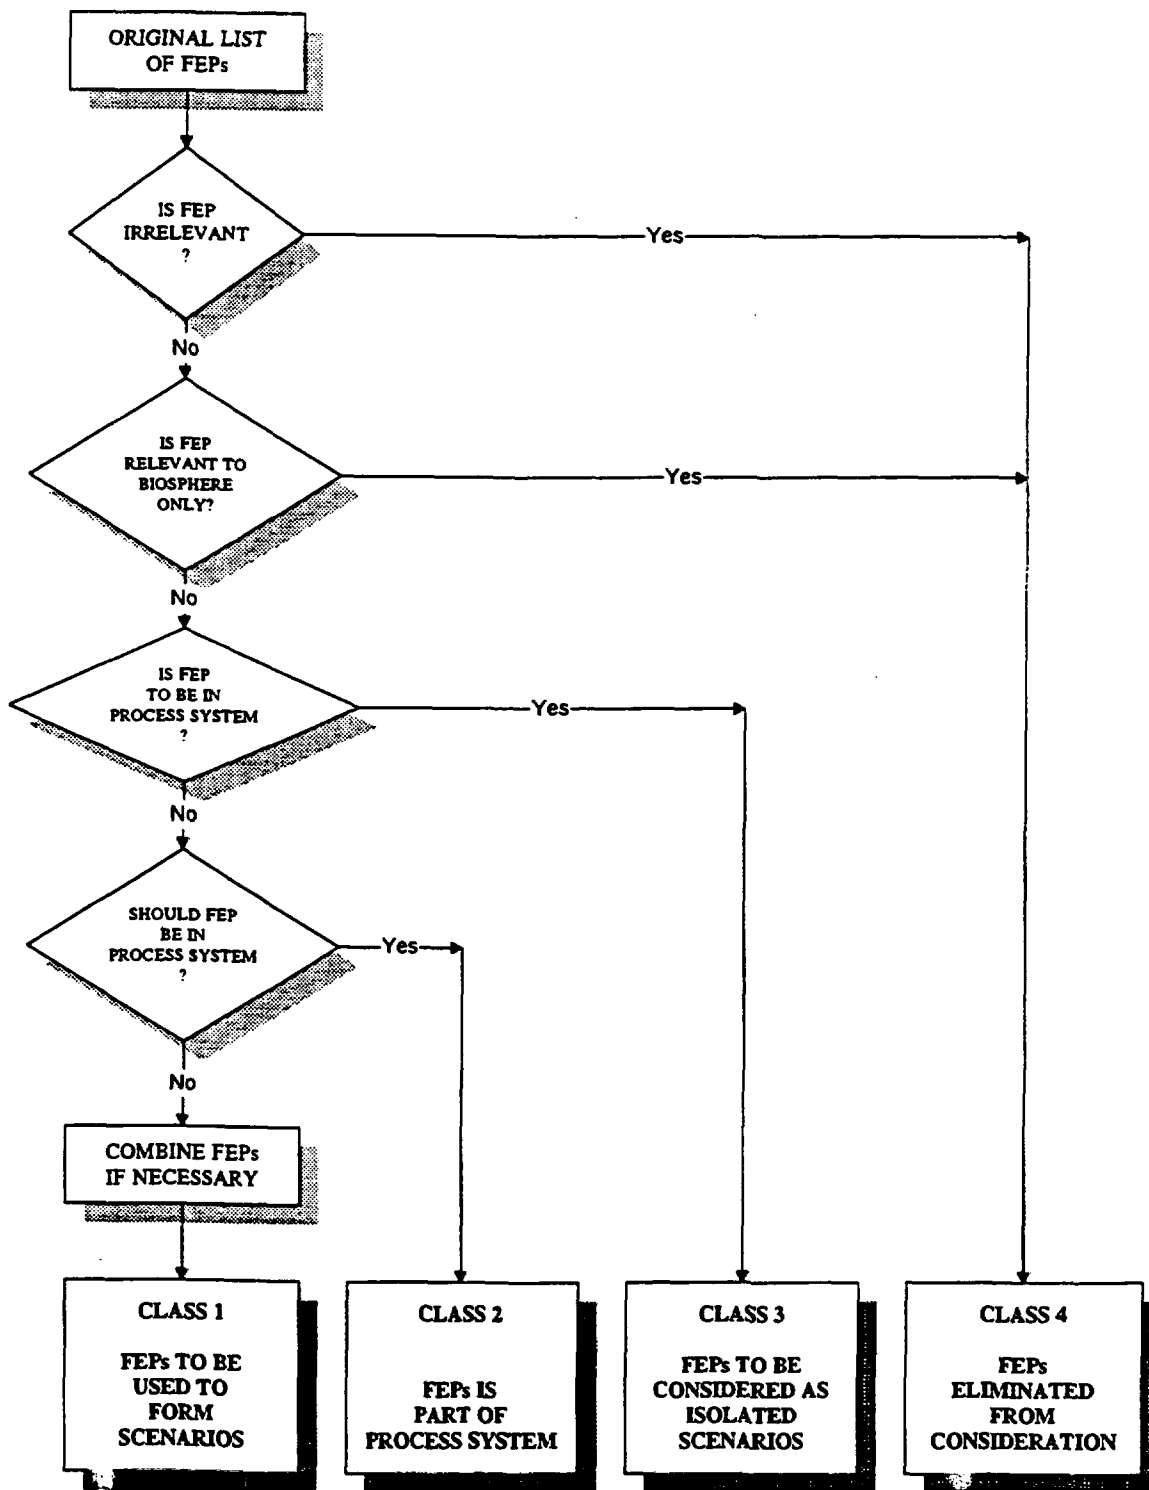 ORIGINAL LIST
OF FEPs
IS FEP
IRRELEVANT
?
Yes
No
IS FEP
RELEVANT TO
BIOSPHERE
ONLY?
Yes
No
IS FEP
TO BE IN
PROCESS SYSTEM
?
Yes
No
SHOULD FEP
BE IN
PROCESS SYSTEM
?
Yes
No
COMBINE FEPs
IF NECESSARY
CLASS 1
FEPs TO BE
USED TO
FORM
SCENARIOS
CLASS 2
FEPs IS
PART OF
PROCESS SYSTEM
CLASS 3
FEPs TO BE
CONSIDERED AS
ISOLATED
SCENARIOS
CLASS 4
FEPs
ELIMINATED
FROM
CONSIDERATION